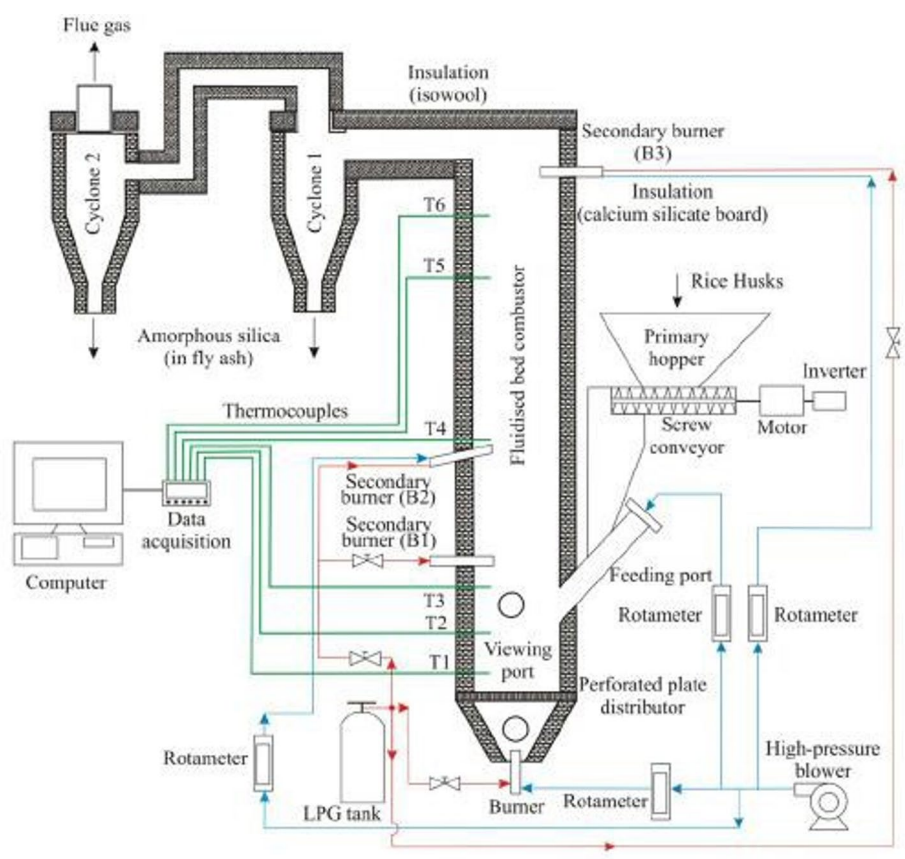 Flue gas
Insulation
(isowool)
Secondary burner
(B3)
Cyclone 2
Cyclone 1
Insulation
(calcium silicate board)
T6
T5
Fluidised bed combustor
Rice Husks
Amorphous silica
(in fly ash)
Primary
hopper
Inverter
Thermocouples
T4
Screw
conveyor
Motor
Secondary
burner (B2)
Data
acquisition
Secondary
burner (B1)
Computer
Feeding port
T3
Rotameter
Rotameter
T2
Viewing
port
T1
Perforated plate
distributor
High-pressure
blower
Rotameter
LPG tank
Burner
Rotameter